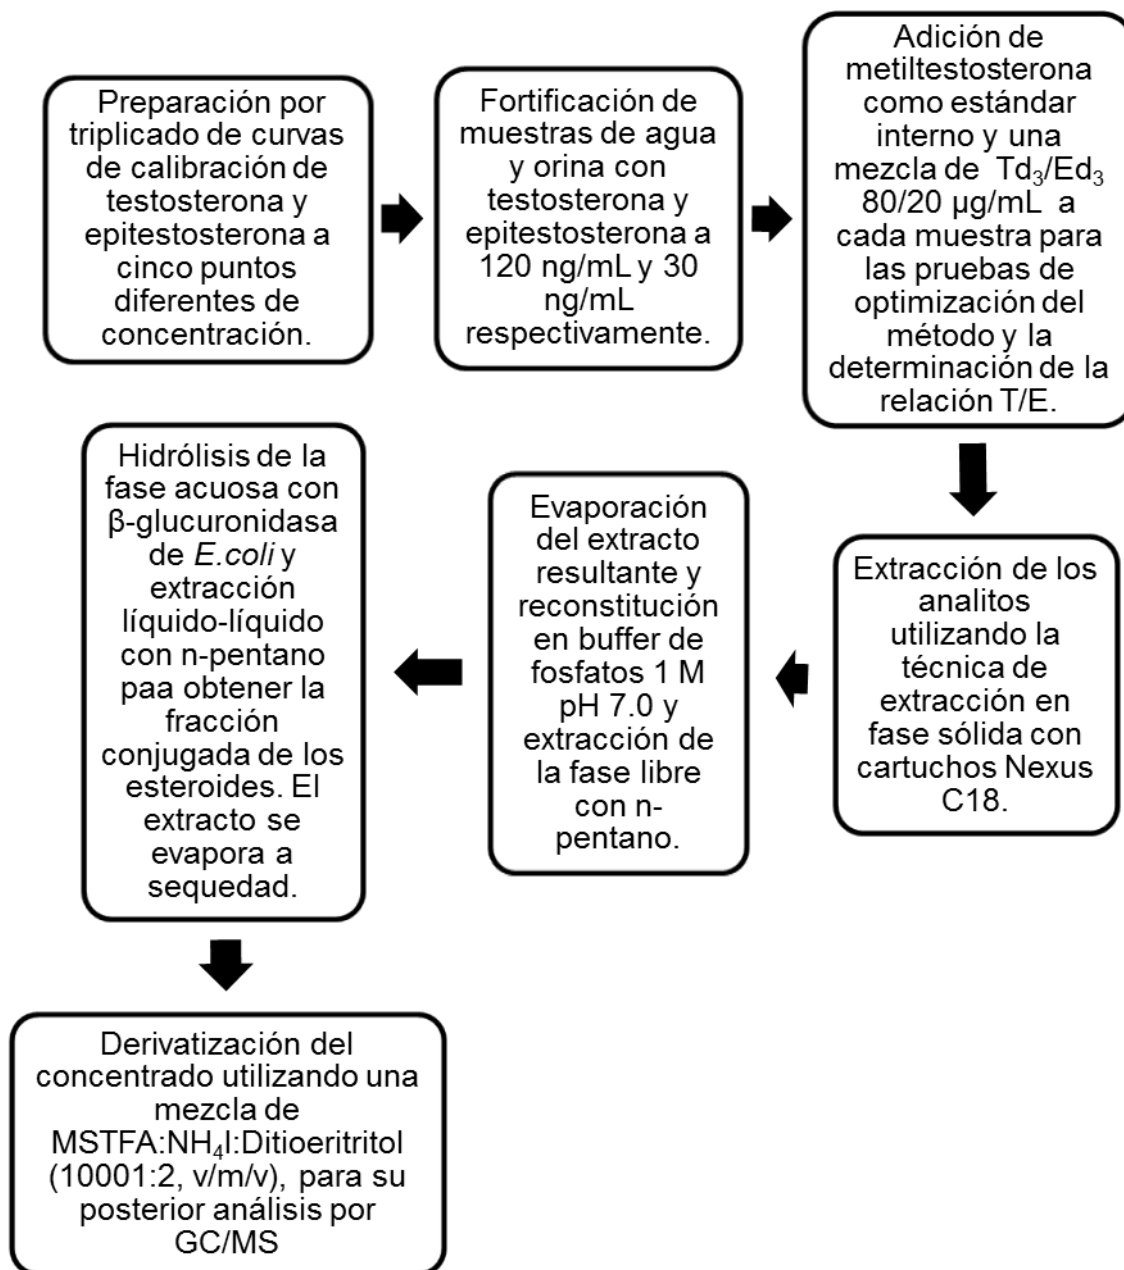 Preparación por
triplicado de curvas
de calibración de
testosterona y
epitestosterona a
cinco puntos
diferentes de
concentración.
Fortificación de
muestras de agua
y orina con
testosterona y
epitestosterona a
120 ng/mL y 30
ng/mL
respectivamente.
Adición de
metiltestosterona
como estándar
interno y una
mezcla de Td₃/Ed₃
80/20 µg/mL a
cada muestra para
las pruebas de
optimización del
método y la
determinación de la
relación T/E.
Extracción de los
analitos
utilizando la
técnica de
extracción en
fase sólida con
cartuchos Nexus
C18.
Evaporación
del extracto
resultante y
reconstitución
en buffer de
fosfatos 1 M
pH 7.0 y
extracción de
la fase libre
con n-
pentano.
Hidrólisis de la
fase acuosa con
β-glucuronidasa
de E.coli y
extracción
líquido-líquido
con n-pentano
paa obtener la
fracción
conjugada de los
esteroides. El
extracto se
evapora a
sequedad.
Derivatización del
concentrado utilizando una
mezcla de
MSTFA:NH₄I:Ditioeritritol
(10001:2, v/m/v), para su
posterior análisis por
GC/MS